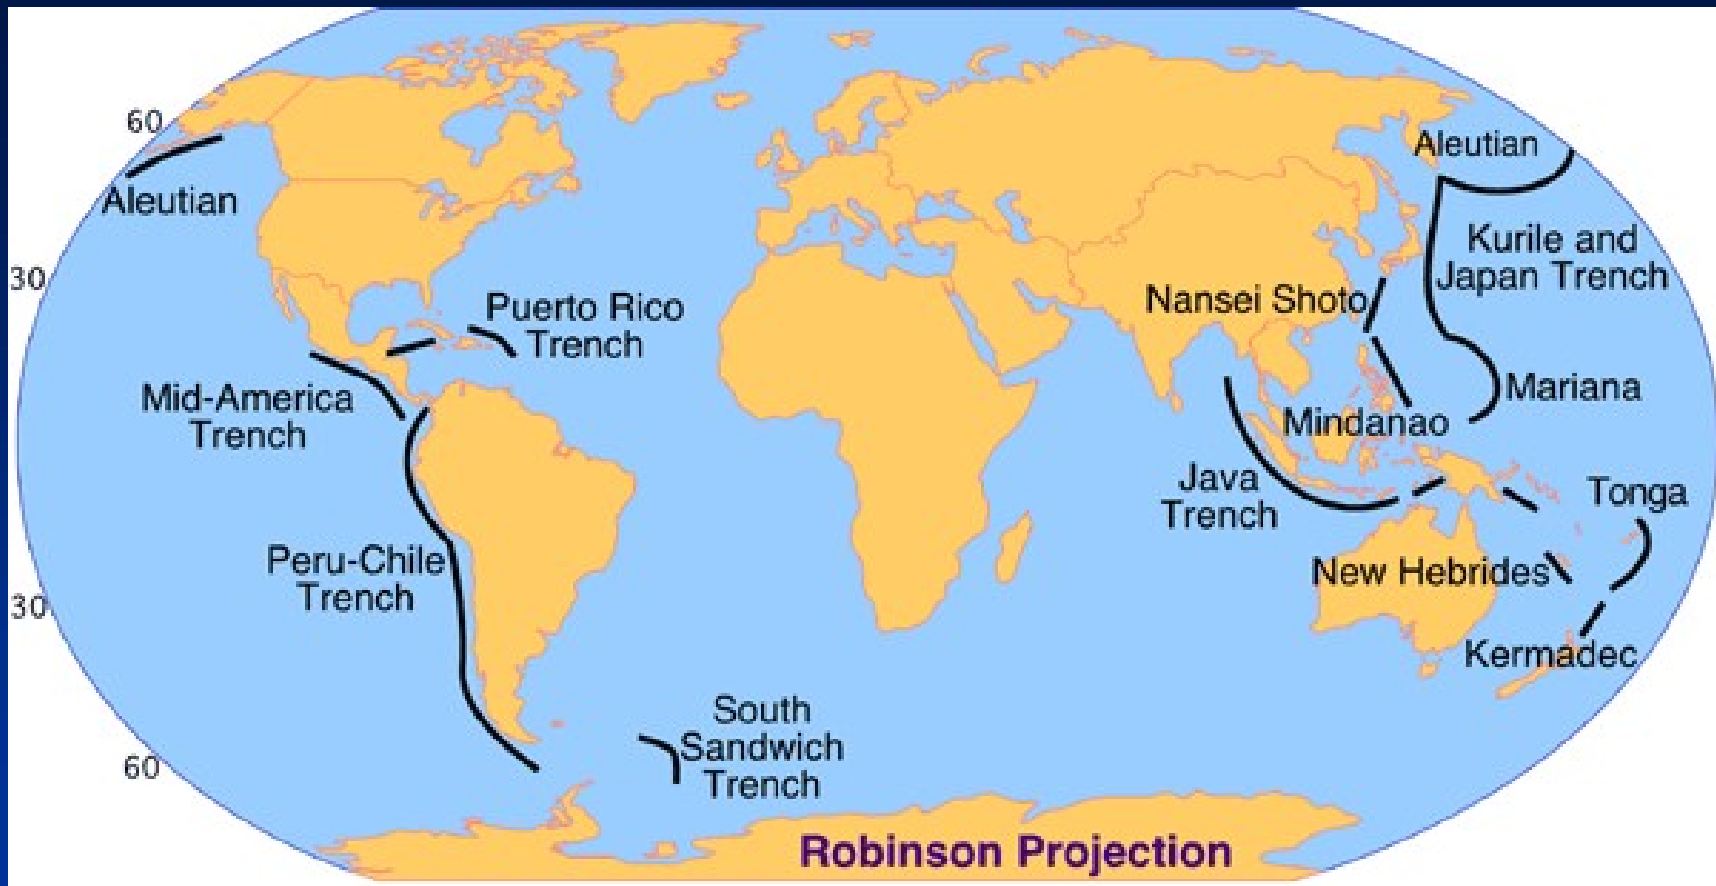 60
Aleutian
30
Puerto Rico
Trench
Mid-America
Trench
Peru-Chile
Trench
30
60
South
Sandwich
Trench
Aleutian
Kurile and
Japan Trench
Nansei Shoto
Mariana
Mindanao
Java
Trench
Tonga
New Hebrides
Kermadec
Robinson Projection